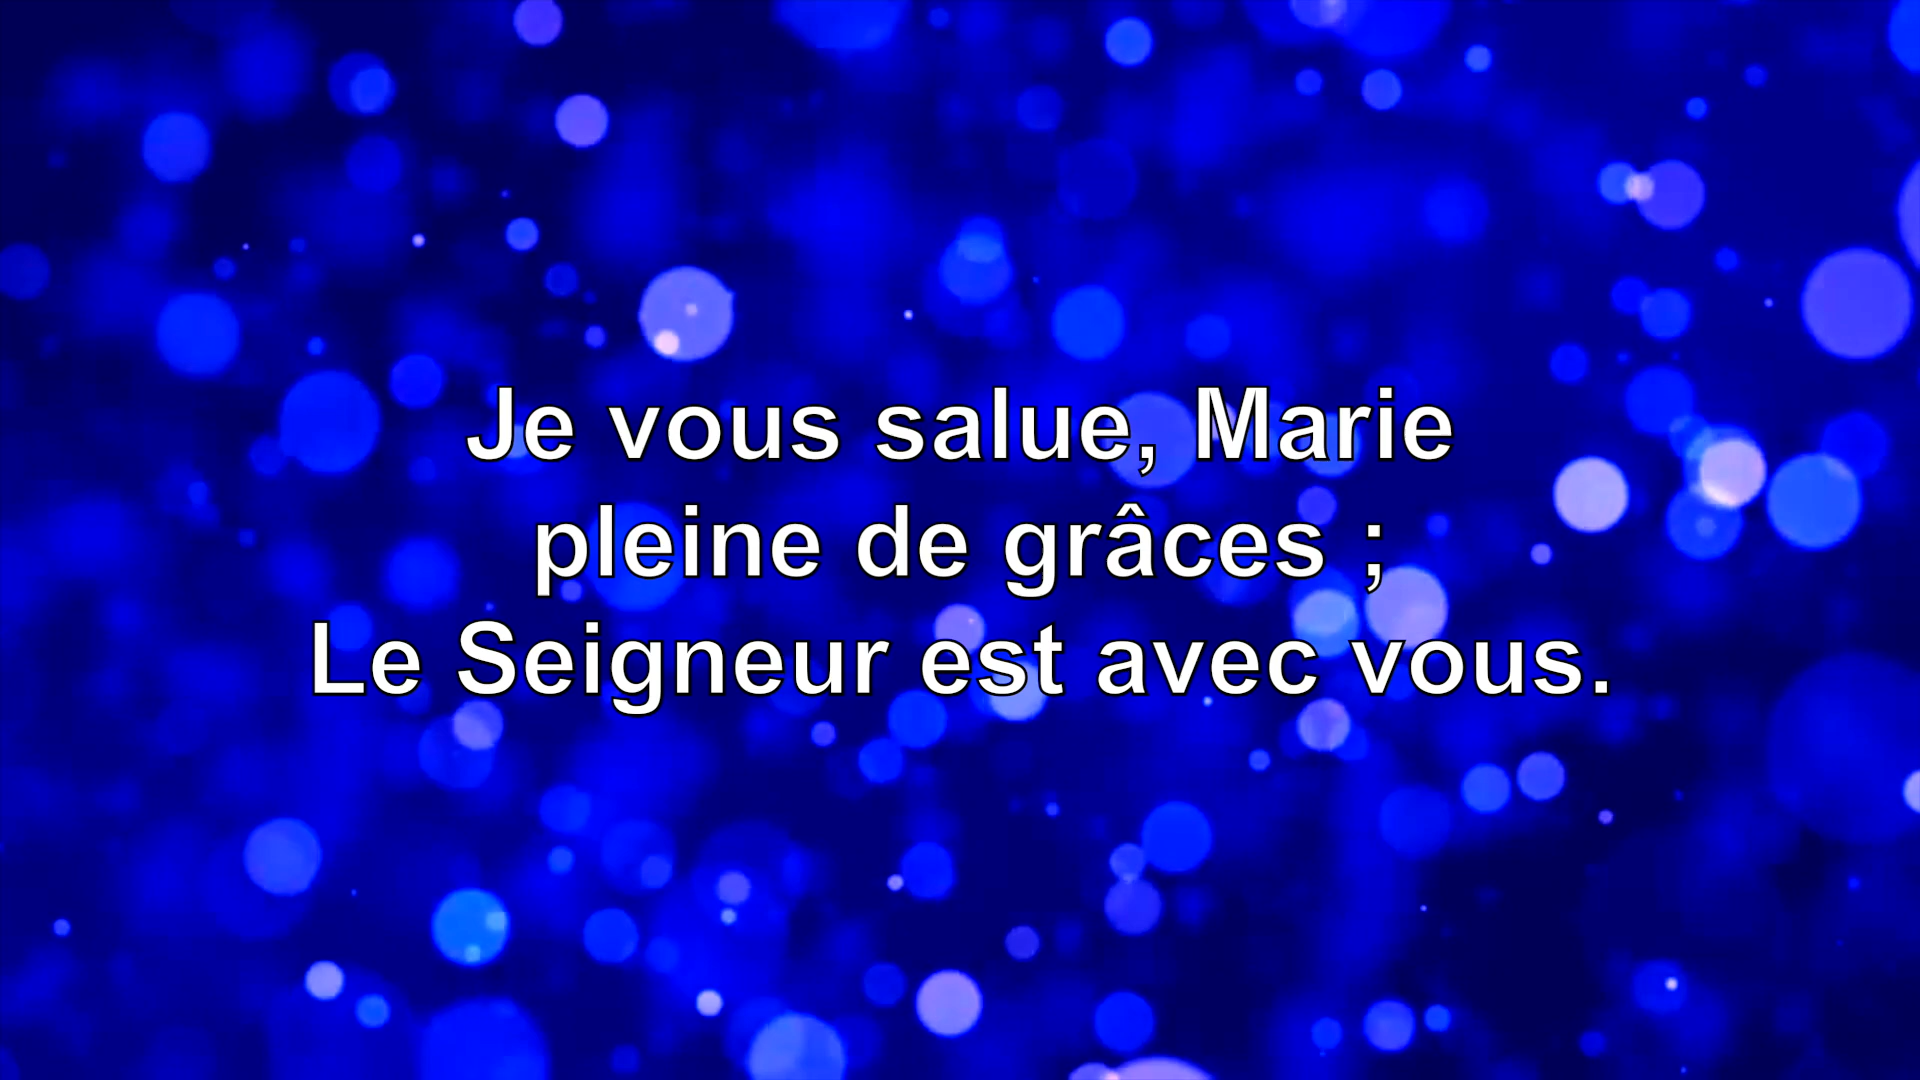 Je vous salue, Marie
pleine de grâces ;
Le Seigneur est avec vous.